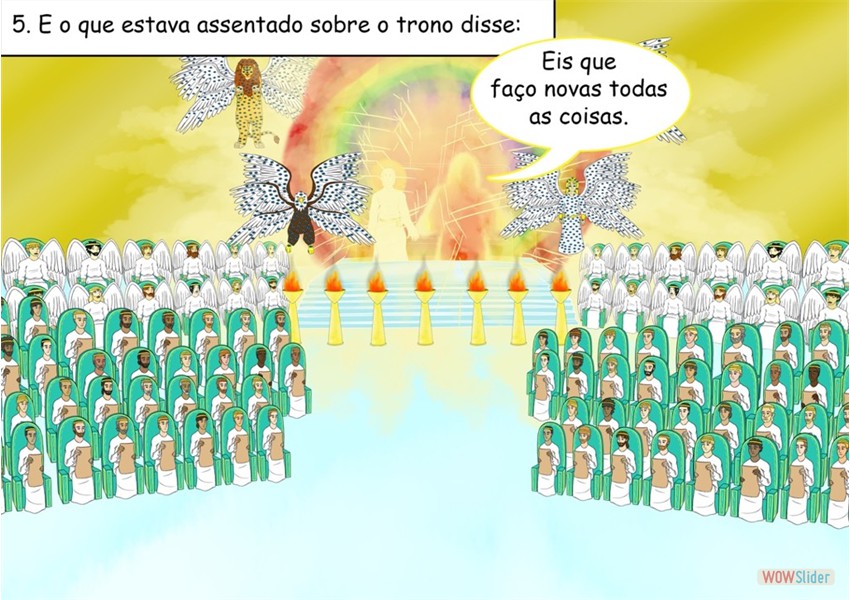 5. E o que estava assentado sobre o trono disse:
Eis que
faço novas todas
as coisas.
WOWSlider